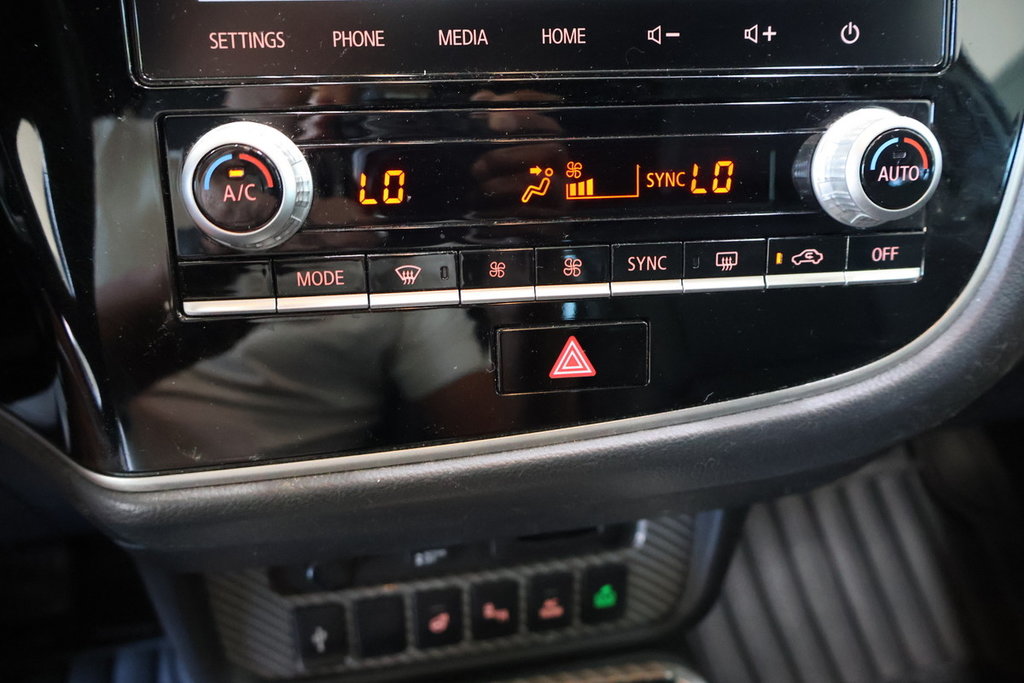 SETTINGS PHONE MEDIA HOME
A/C LO SYNC LO AUTO
MODE SYNC OFF